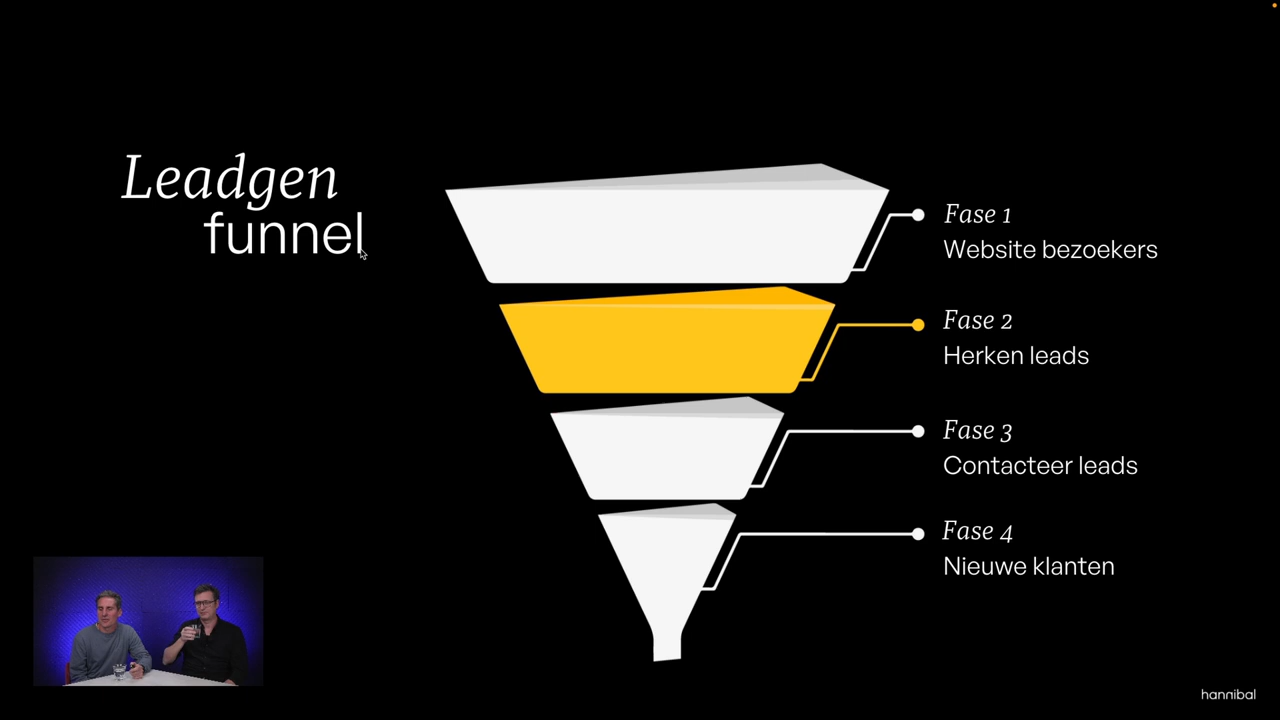 Leadgen
funnel
Fase 1
Website bezoekers
Fase 2
Herken leads
Fase 3
Contacteer leads
Fase 4
Nieuwe klanten
hannibal